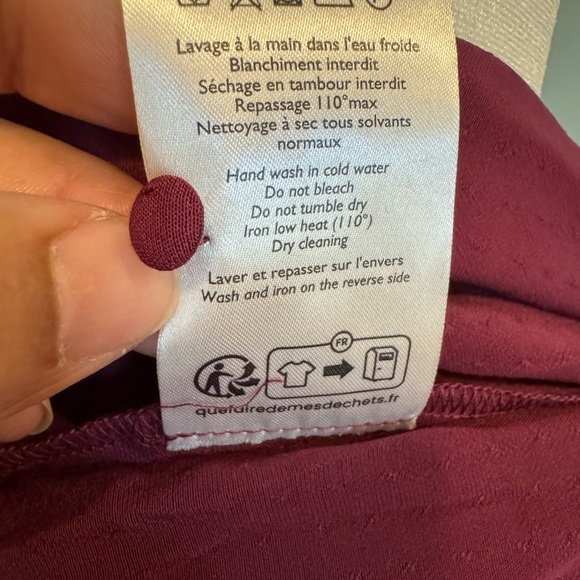 Lavage à la main dans l'eau froide
Blanchiment interdit
Séchage en tambour interdit
Repassage 110°max
Nettoyage à sec tous solvants
normaux
Hand wash in cold water
Do not bleach
Do not tumble dry
Iron low heat (110°)
Dry cleaning
Laver et repasser sur l'envers
Wash and iron on the reverse side
FR
quefairedemesdechets.fr